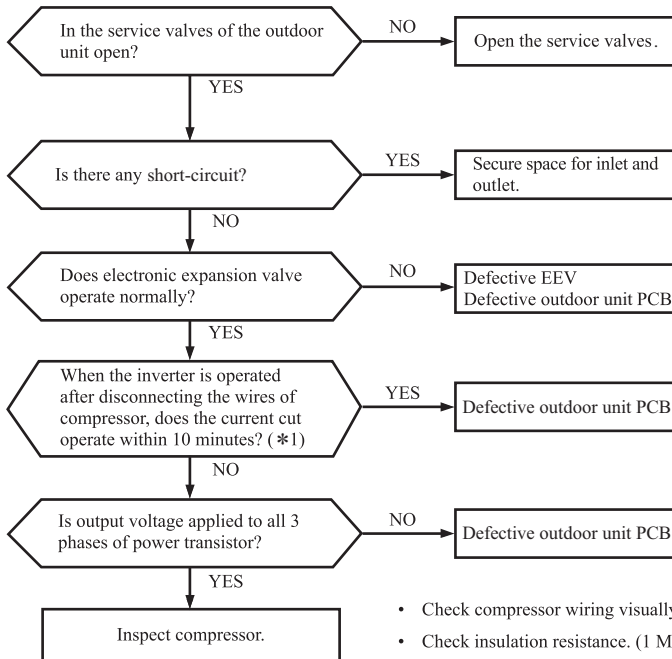 In the service valves of the outdoor
unit open?
NO
Open the service valves.
YES
Is there any short-circuit?
YES
Secure space for inlet and
outlet.
NO
Does electronic expansion valve
operate normally?
NO
Defective EEV
Defective outdoor unit PCB
YES
When the inverter is operated
after disconnecting the wires of
compressor, does the current cut
operate within 10 minutes? (*1)
YES
Defective outdoor unit PCB
NO
Is output voltage applied to all 3
phases of power transistor?
NO
Defective outdoor unit PCB
YES
Inspect compressor.
• Check compressor wiring visually
• Check insulation resistance. (1 M